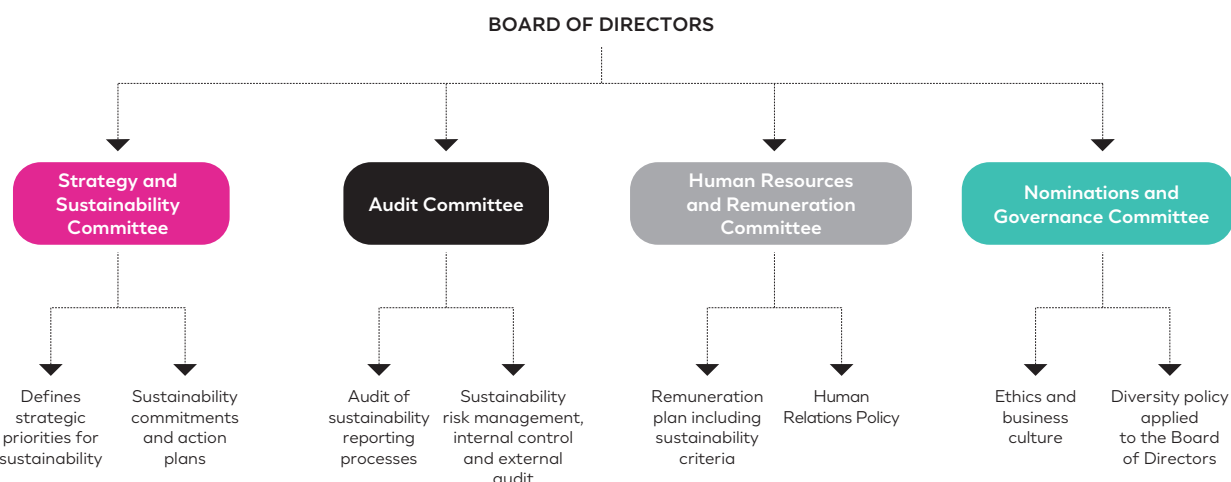 BOARD OF DIRECTORS
Strategy and
Sustainability
Committee
Audit Committee
Human Resources
and Remuneration
Committee
Nominations and
Governance Committee
Defines
strategic
priorities for
sustainability
Sustainability
commitments
and action
plans
Audit of
sustainability
reporting
processes
Sustainability
risk management,
internal control
and external
audit
Remuneration
plan including
sustainability
criteria
Human
Relations Policy
Ethics and
business
culture
Diversity policy
applied
to the Board
of Directors